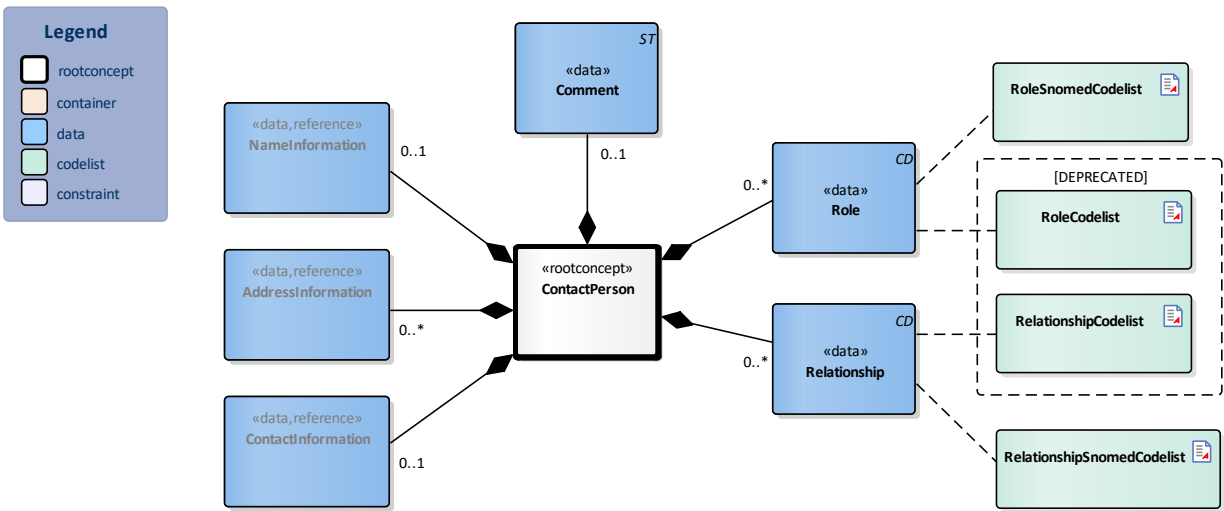 Legend
rootconcept
container
data
codelist
constraint
ST
«data»
Comment
0..1
«data,reference»
NameInformation
0..1
«data,reference»
AddressInformation
0..*
«data,reference»
ContactInformation
0..1
«rootconcept»
ContactPerson
CD
«data»
Role
0..*
CD
«data»
Relationship
0..*
RoleSnomedCodelist
[DEPRECATED]
RoleCodelist
RelationshipCodelist
RelationshipSnomedCodelist